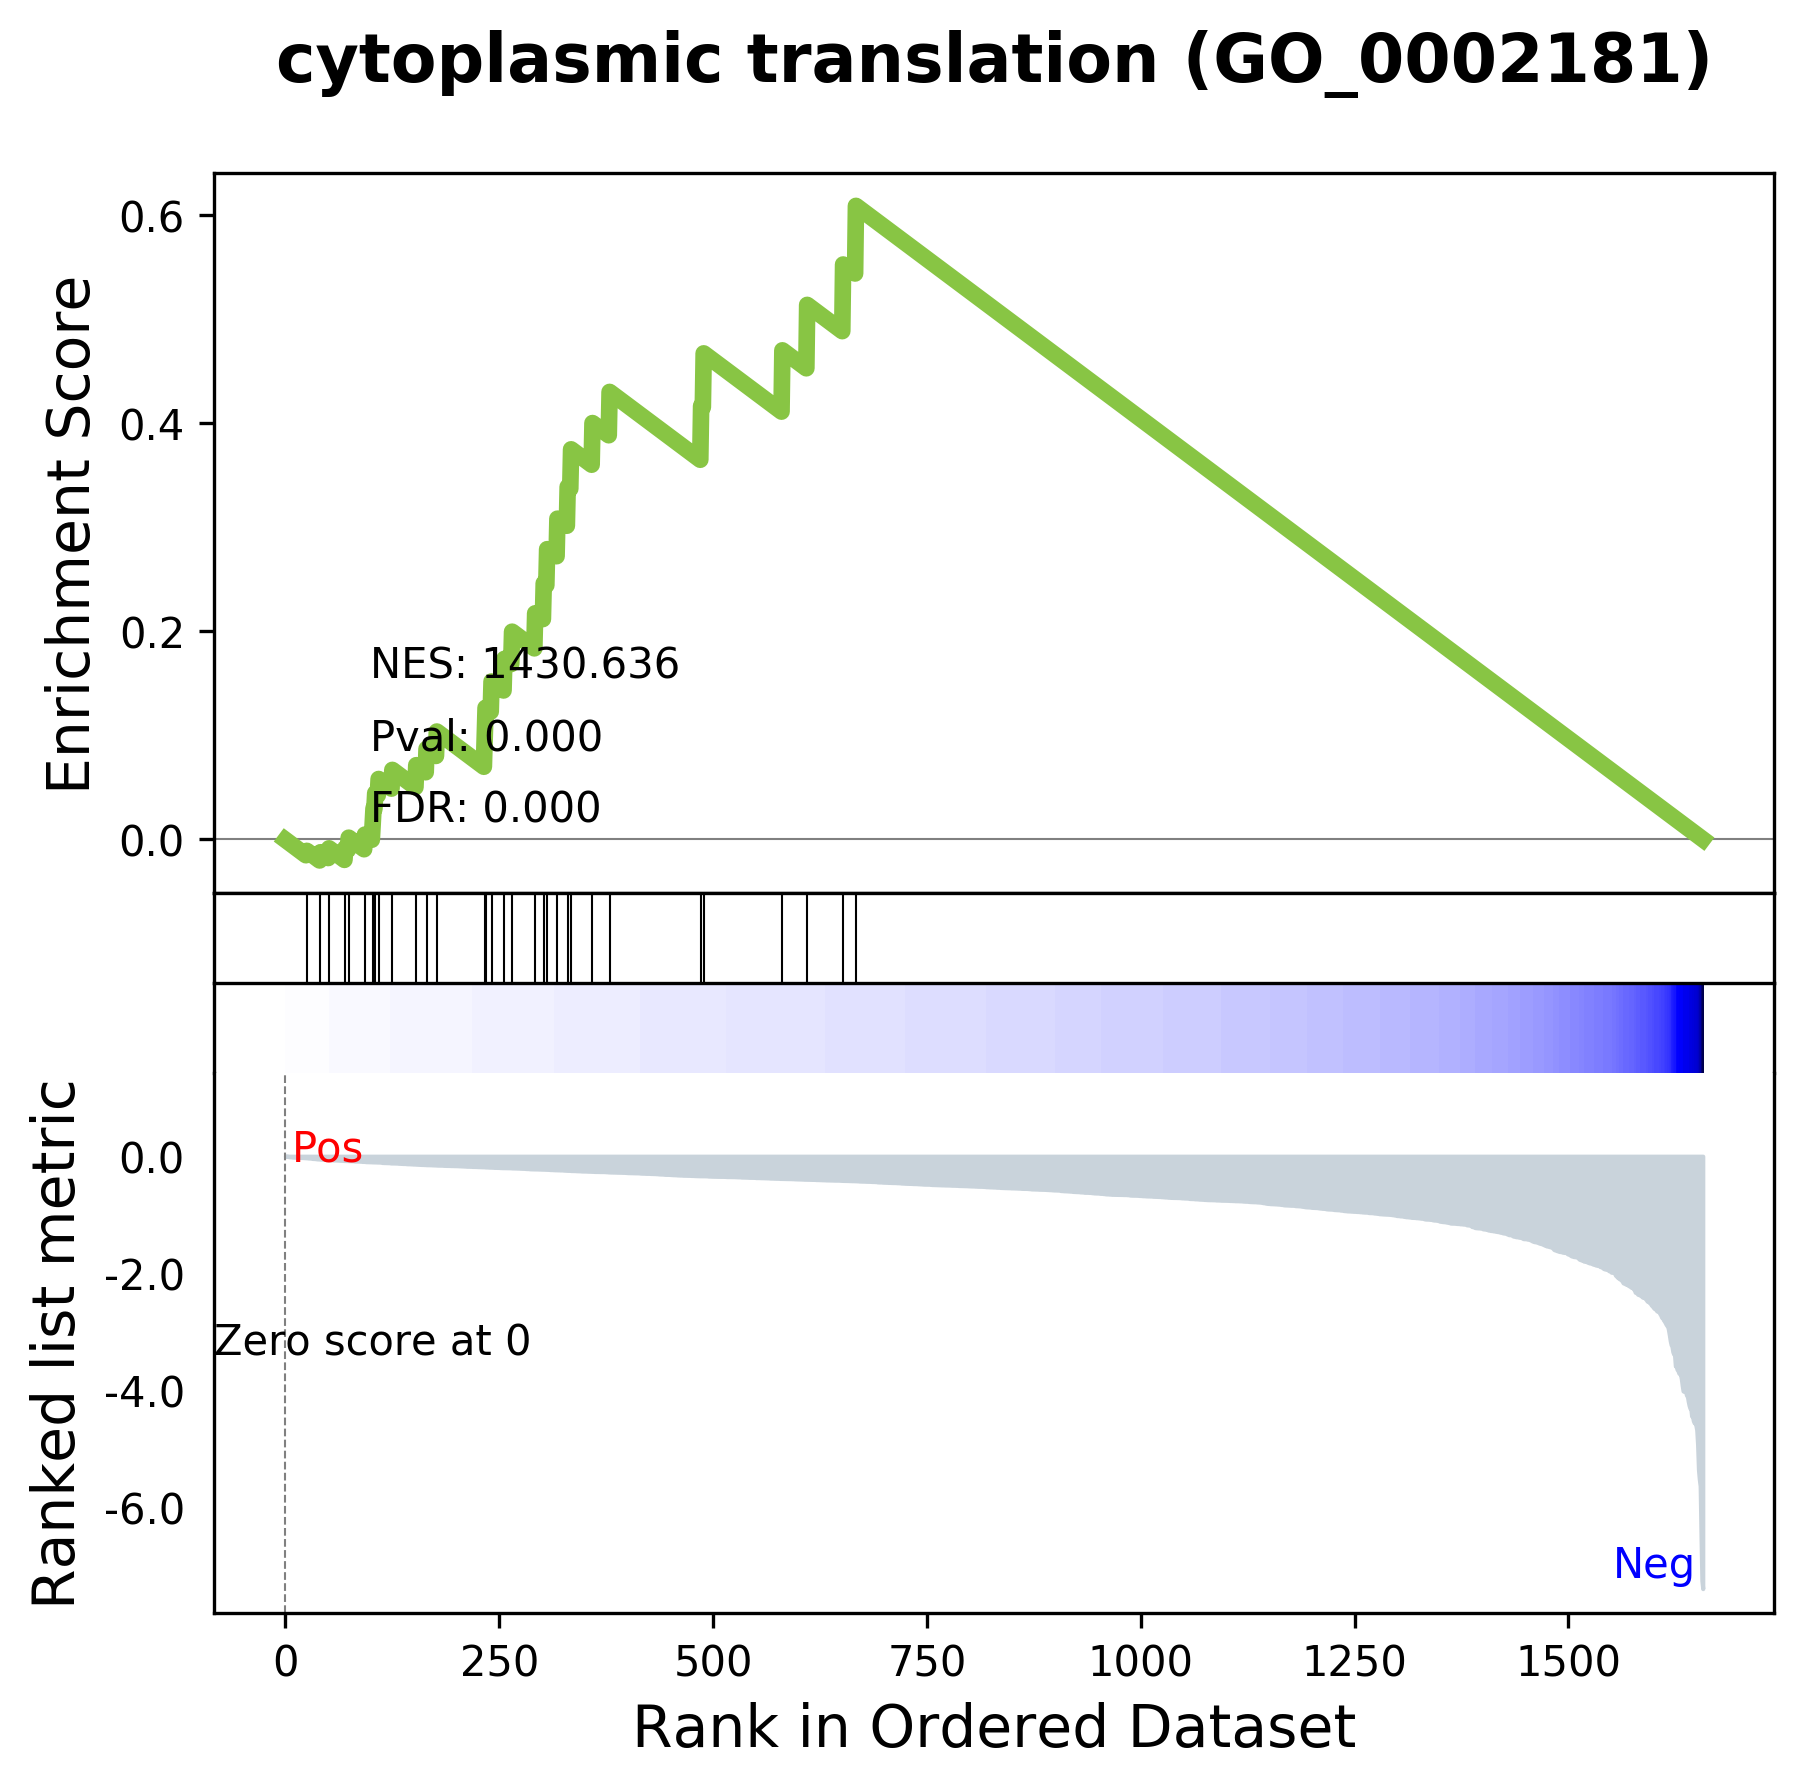 cytoplasmic translation (GO_0002181)
Enrichment Score
0.6
0.4
0.2
0.0
NES: 1430.636
Pval: 0.000
FDR: 0.000
Ranked list metric
0.0
-2.0
-4.0
-6.0
Pos
Zero score at 0
Neg
0 250 500 750 1000 1250 1500
Rank in Ordered Dataset